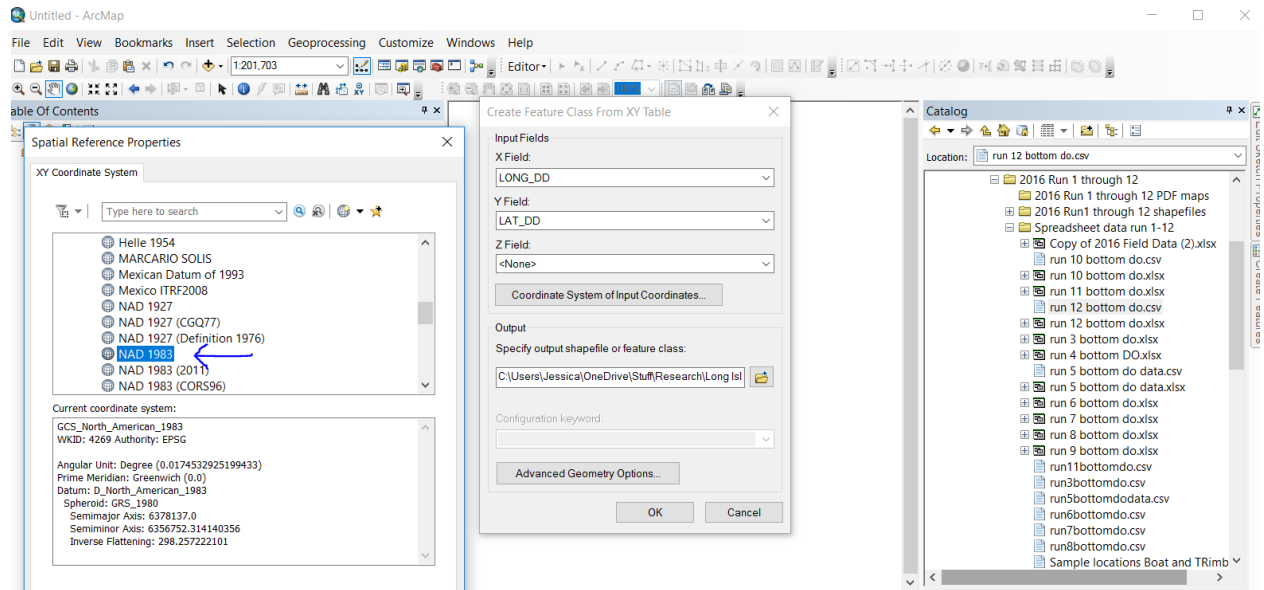 Untitled - ArcMap
File Edit View Bookmarks Insert Selection Geoprocessing Customize Windows Help
1:201,703
Editor
100%
able Of Contents
Spatial Reference Properties
XY Coordinate System
Type here to search
Helle 1954
MARCARIO SOLIS
Mexican Datum of 1993
Mexico ITRF2008
NAD 1927
NAD 1927 (CGQ77)
NAD 1927 (Definition 1976)
NAD 1983
NAD 1983 (2011)
NAD 1983 (CORS96)
Current coordinate system:
GCS_North_American_1983
WKID: 4269 Authority: EPSG
Angular Unit: Degree (0.0174532925199433)
Prime Meridian: Greenwich (0.0)
Datum: D_North_American_1983
Spheroid: GRS_1980
Semimajor Axis: 6378137.0
Semiminor Axis: 6356752.314140356
Inverse Flattening: 298.257222101
Create Feature Class From XY Table
Input Fields
X Field:
LONG_DD
Y Field:
LAT_DD
Z Field:
<None>
Coordinate System of Input Coordinates...
Output
Specify output shapefile or feature class:
C:\Users\Jessica\OneDrive\Stuff\Research\Long Isl
Configuration keyword:
Advanced Geometry Options...
OK Cancel
Catalog
Location: run 12 bottom do.csv
2016 Run 1 through 12
2016 Run 1 through 12 PDF maps
2016 Run1 through 12 shapefiles
Spreadsheet data run 1-12
Copy of 2016 Field Data (2).xlsx
run 10 bottom do.csv
run 10 bottom do.xlsx
run 11 bottom do.xlsx
run 12 bottom do.csv
run 12 bottom do.xlsx
run 3 bottom do.xlsx
run 4 bottom DO.xlsx
run 5 bottom do data.csv
run 5 bottom do data.xlsx
run 6 bottom do.xlsx
run 7 bottom do.xlsx
run 8 bottom do.xlsx
run 9 bottom do.xlsx
run11bottomdo.csv
run3bottomdo.csv
run5bottomdodata.csv
run6bottomdo.csv
run7bottomdo.csv
run8bottomdo.csv
Sample locations Boat and TRimb